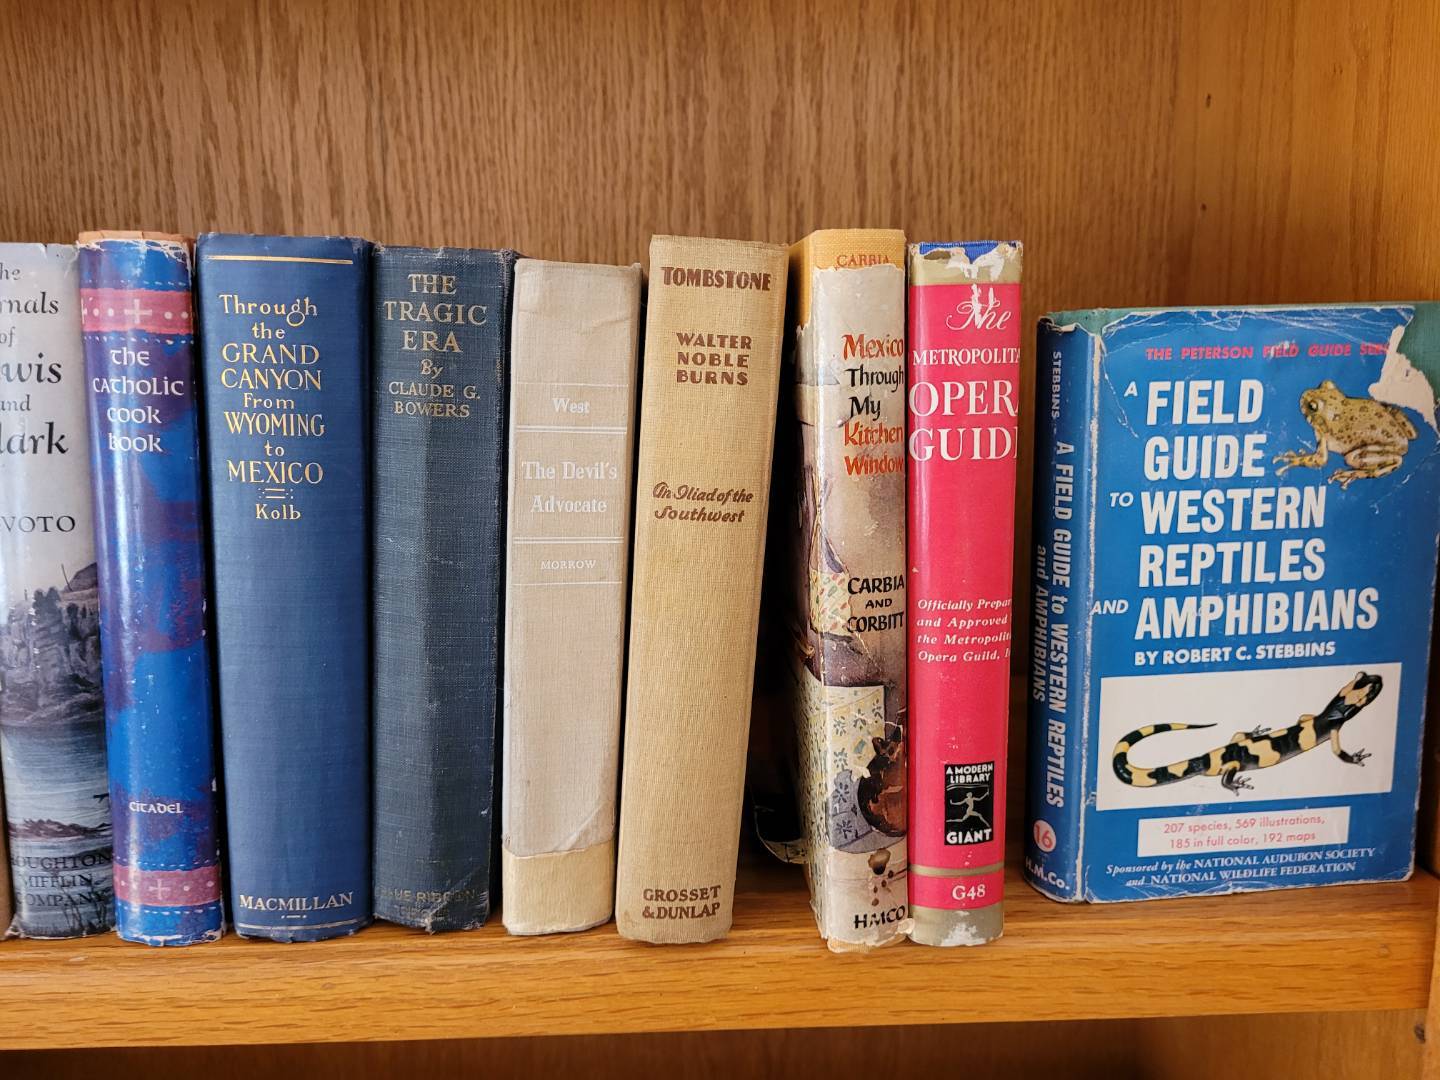 he
rnals
of
wis
and
lark
VOTO
OUGHTON
MIFFLIN
COMPANY
the
catholic
cook
book
citadel
Through
the
GRAND
CANYON
From
WYOMING
to
MEXICO
Kolb
MACMILLAN
THE
TRAGIC
ERA
By
CLAUDE G.
BOWERS
West
The Devil's
Advocate
MORROW
TOMBSTONE
WALTER
NOBLE
BURNS
An Iliad of the
Southwest
GROSSET
& DUNLAP
CARBIA
Mexico
Through
My
Kitchen
Window
CARBIA
AND
CORBITT
HMCO
The
METROPOLITA
OPERA
GUIDE
Officially Prepar
and Approved
the Metropolit
Opera Guild, I
A MODERN
LIBRARY
GIANT
G48
STEBBINS A FIELD GUIDE to WESTERN REPTILES
and AMPHIBIANS
16
H.M.Co.
THE PETERSON FIELD GUIDE SERI
A
FIELD
GUIDE
TO WESTERN
REPTILES
AND AMPHIBIANS
BY ROBERT C. STEBBINS
207 species, 569 illustrations,
185 in full color, 192 maps
Sponsored by the NATIONAL AUDUBON SOCIETY
and NATIONAL WILDLIFE FEDERATION